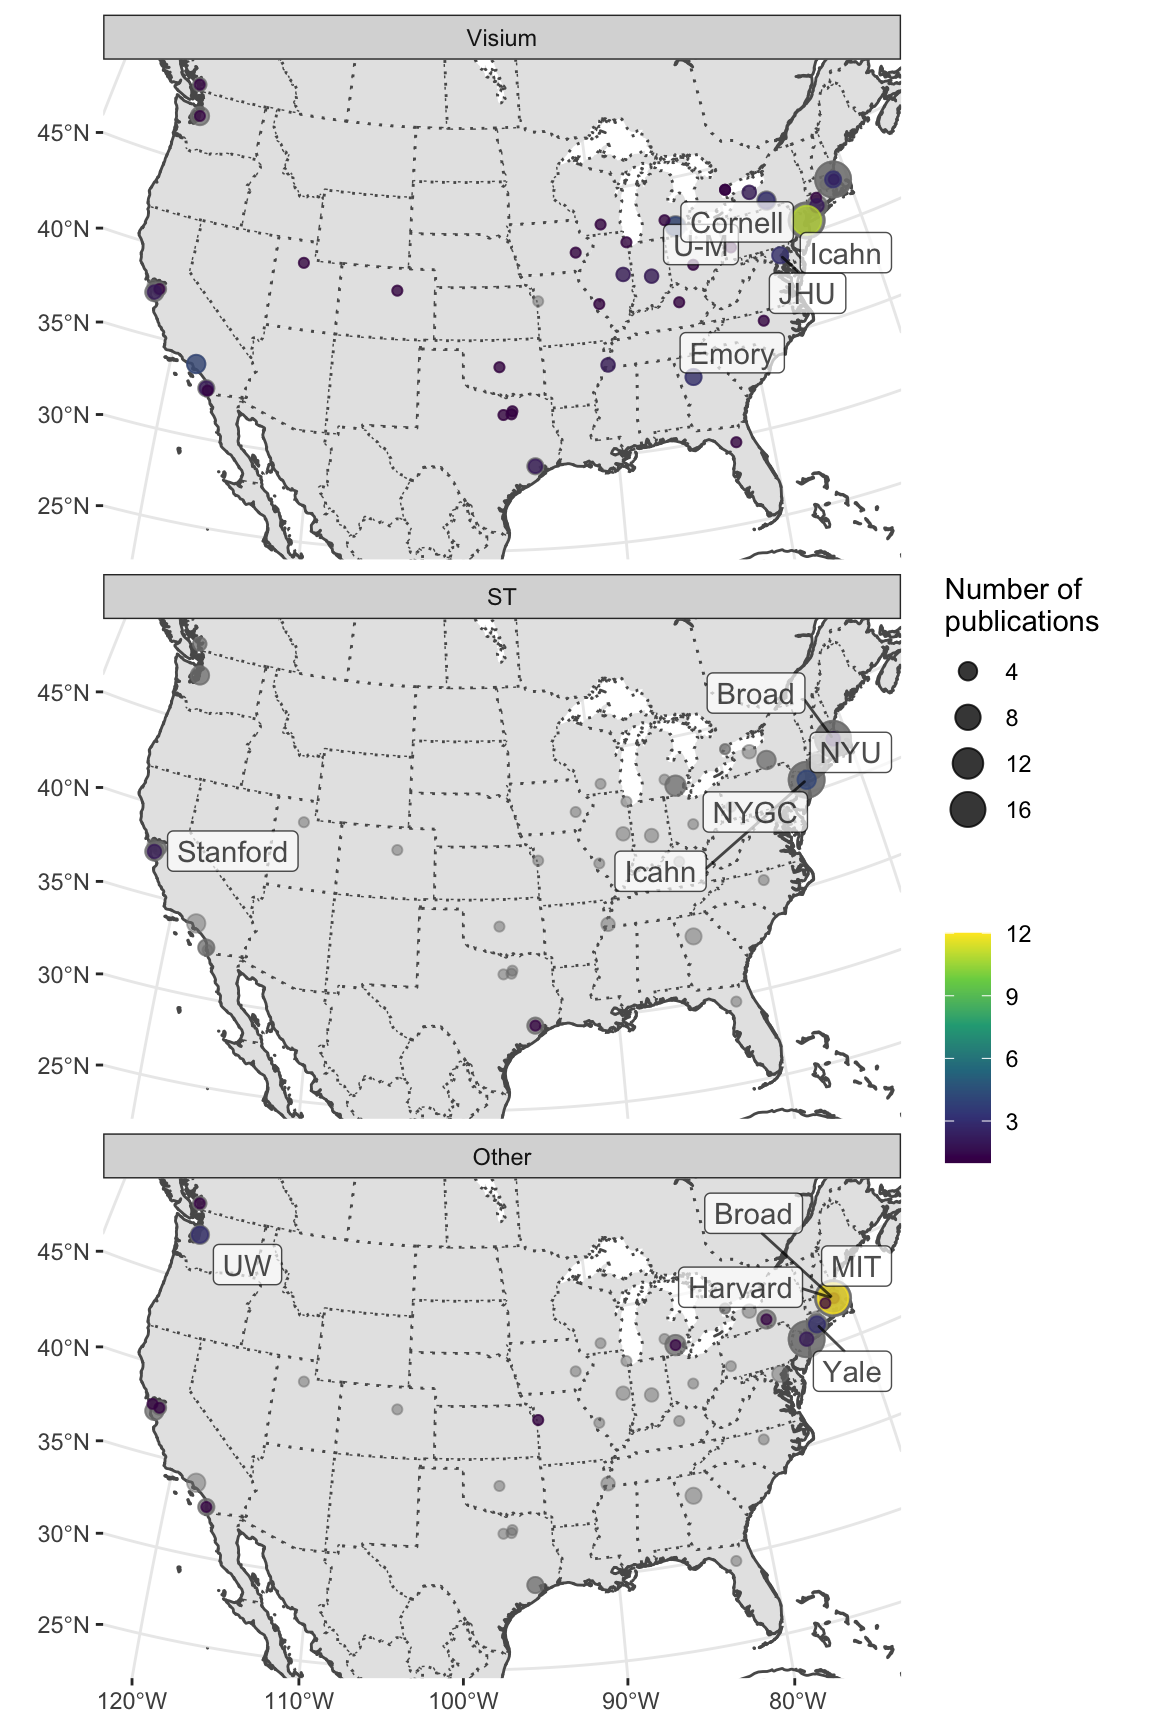 Visium
45°N
40°N
35°N
30°N
25°N
Cornell
U-M
Icahn
JHU
Emory
ST
45°N
40°N
35°N
30°N
25°N
Broad
NYU
NYGC
Icahn
Stanford
Number of
publications
4
8
12
16
12
9
6
3
Other
45°N
40°N
35°N
30°N
25°N
Broad
UW
MIT
Harvard
Yale
120°W
110°W
100°W
90°W
80°W